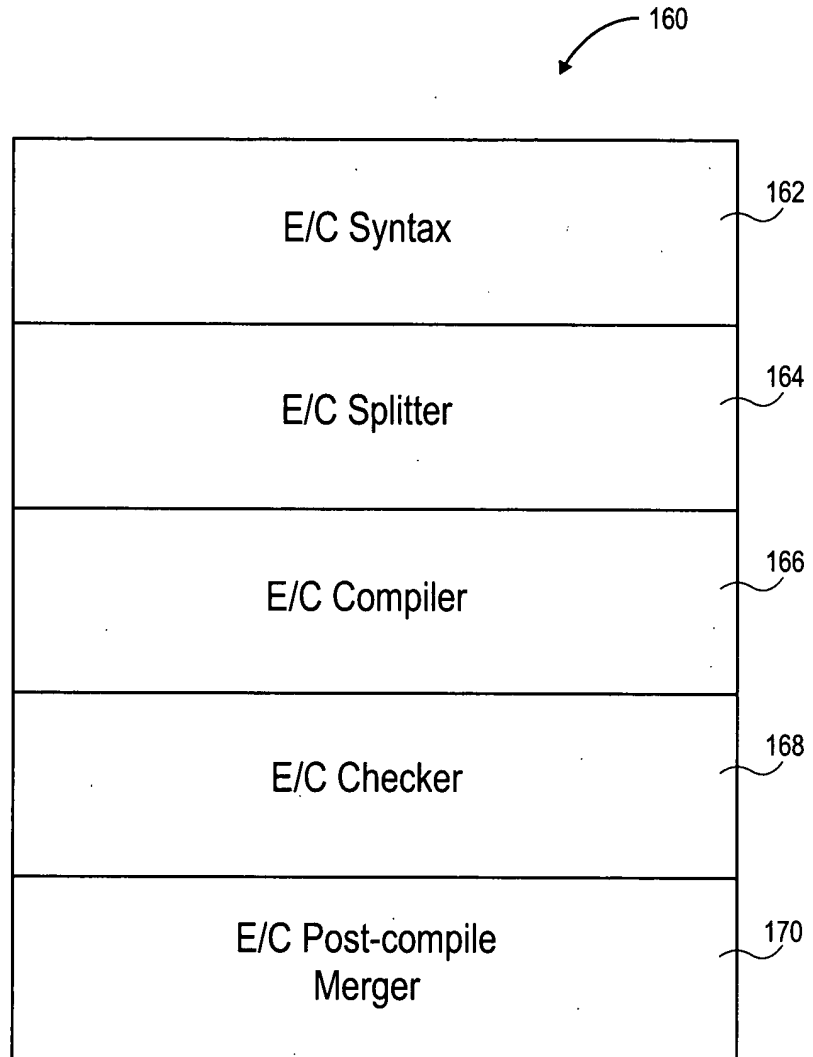 160
E/C Syntax
162
E/C Splitter
164
E/C Compiler
166
E/C Checker
168
E/C Post-compile
Merger
170